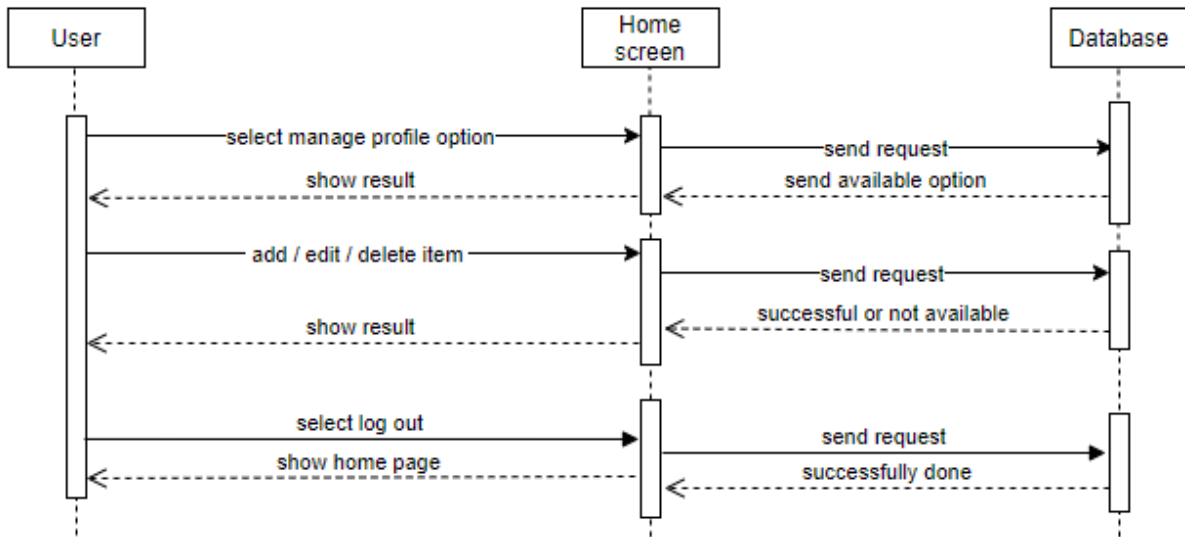 User
Home
screen
Database
select manage profile option
send request
show result
send available option
add / edit / delete item
send request
successful or not available
show result
select log out
send request
show home page
successfully done